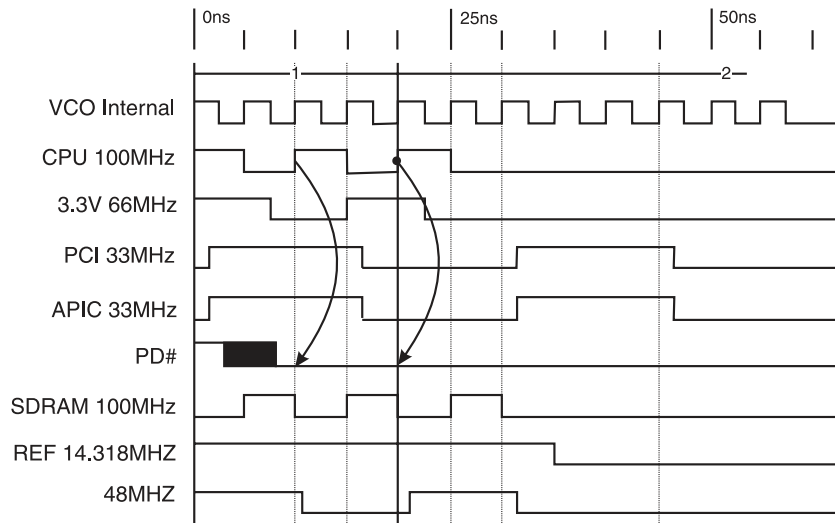 0ns 25ns 50ns
1 2
VCO Internal
CPU 100MHz
3.3V 66MHz
PCI 33MHz
APIC 33MHz
PD#
SDRAM 100MHz
REF 14.318MHZ
48MHZ